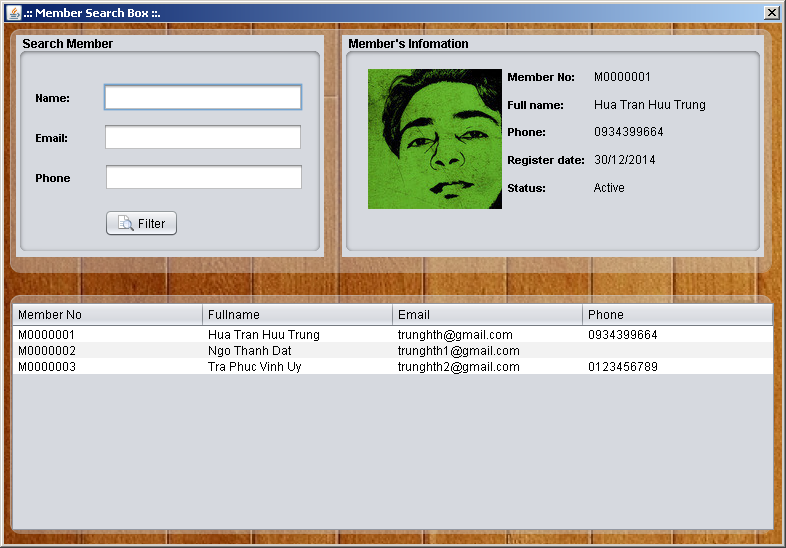 .:: Member Search Box ::.
Search Member
Name:
Email:
Phone
Filter
Member's Infomation
Member No: M0000001
Full name: Hua Tran Huu Trung
Phone: 0934399664
Register date: 30/12/2014
Status: Active
Member No Fullname Email Phone
M0000001 Hua Tran Huu Trung trunghth@gmail.com 0934399664
M0000002 Ngo Thanh Dat trunghth1@gmail.com
M0000003 Tra Phuc Vinh Uy trunghth2@gmail.com 0123456789